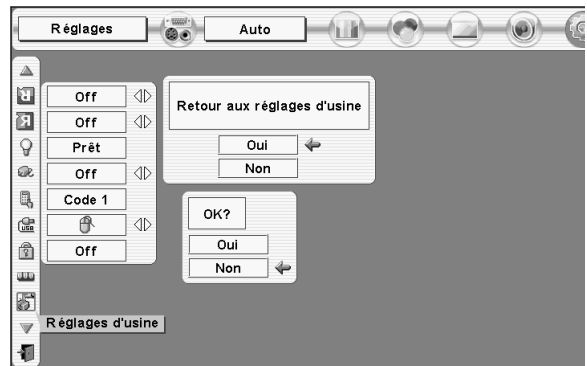 Réglages
Auto
Off
Off
Prêt
Off
Code 1
Off
Retour aux réglages d'usine
Oui
Non
OK?
Oui
Non
USB
Réglages d'usine